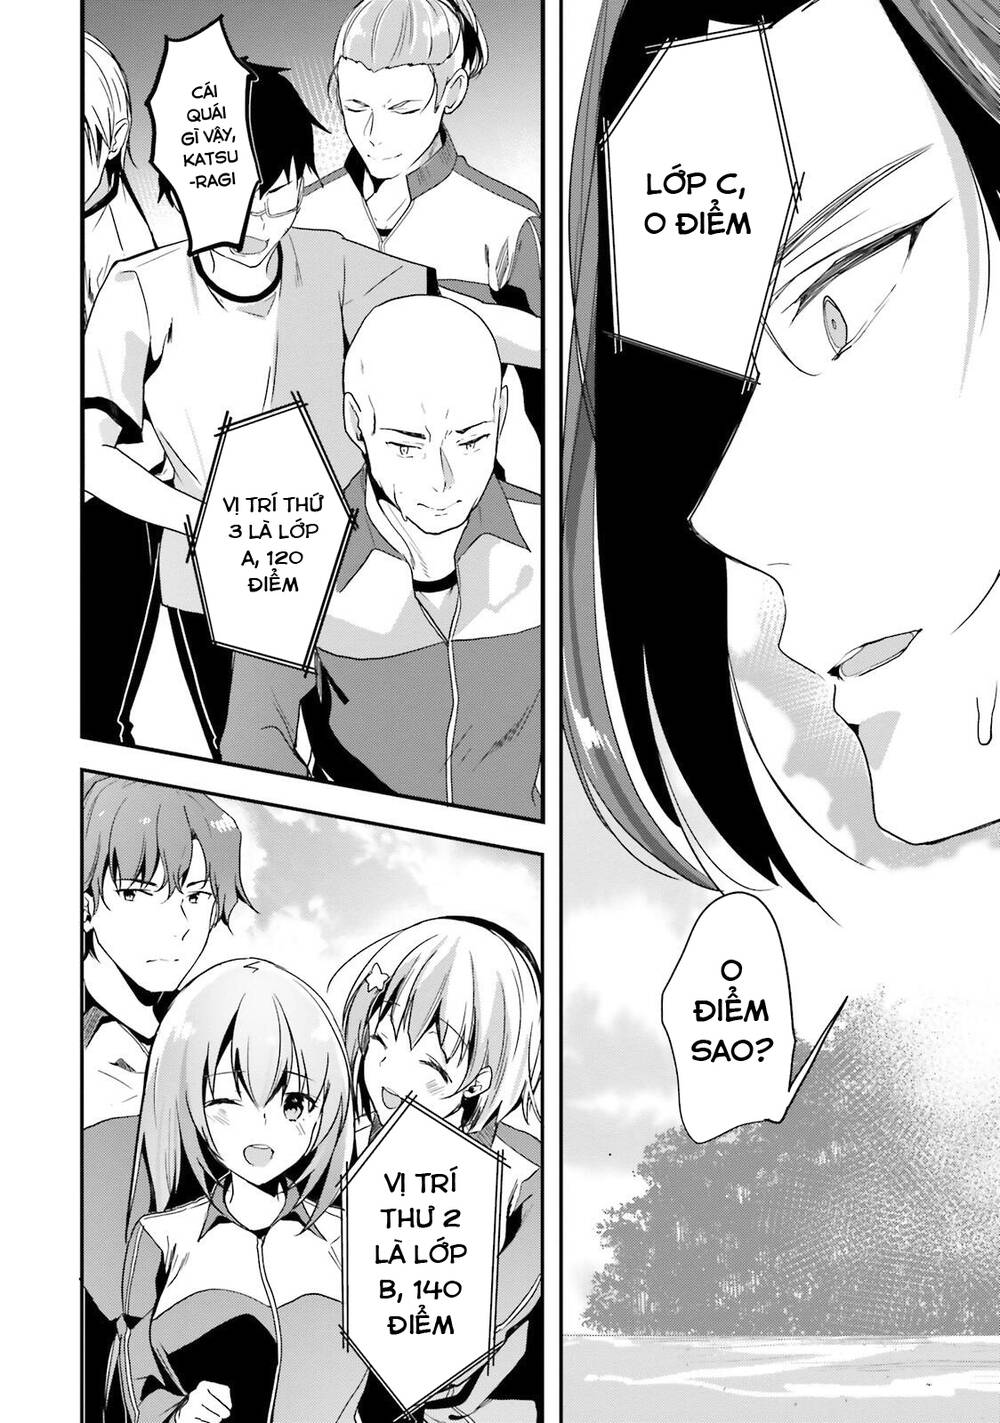 LỚP C,
0 ĐIỂM
0
ĐIỂM
SAO?
CÁI
QUÁI
GÌ VẬY,
KATSU
-RAGI
VỊ TRÍ THỨ
3 LÀ LỚP
A, 120
ĐIỂM
VỊ TRÍ
THƯ 2
LÀ LỚP
B, 140
ĐIỂM